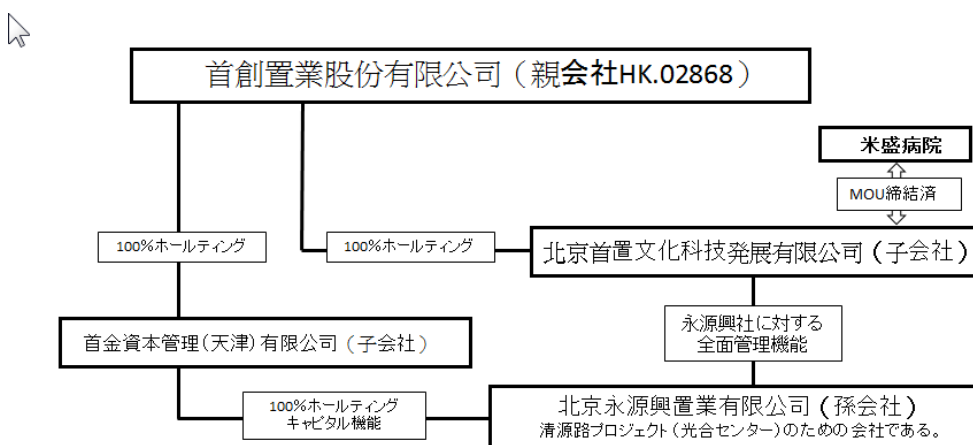 首創置業股份有限公司（親会社HK.02868）
米盛病院
MOU締結済
100%ホールティング
100%ホールティング
北京首置文化科技発展有限公司（子会社）
永源興社に対する
全面管理機能
首金資本管理（天津）有限公司（子会社）
100%ホールティング
キャピタル機能
北京永源興置業有限公司（孫会社）
清源路プロジェクト（光合センター）のための会社である。